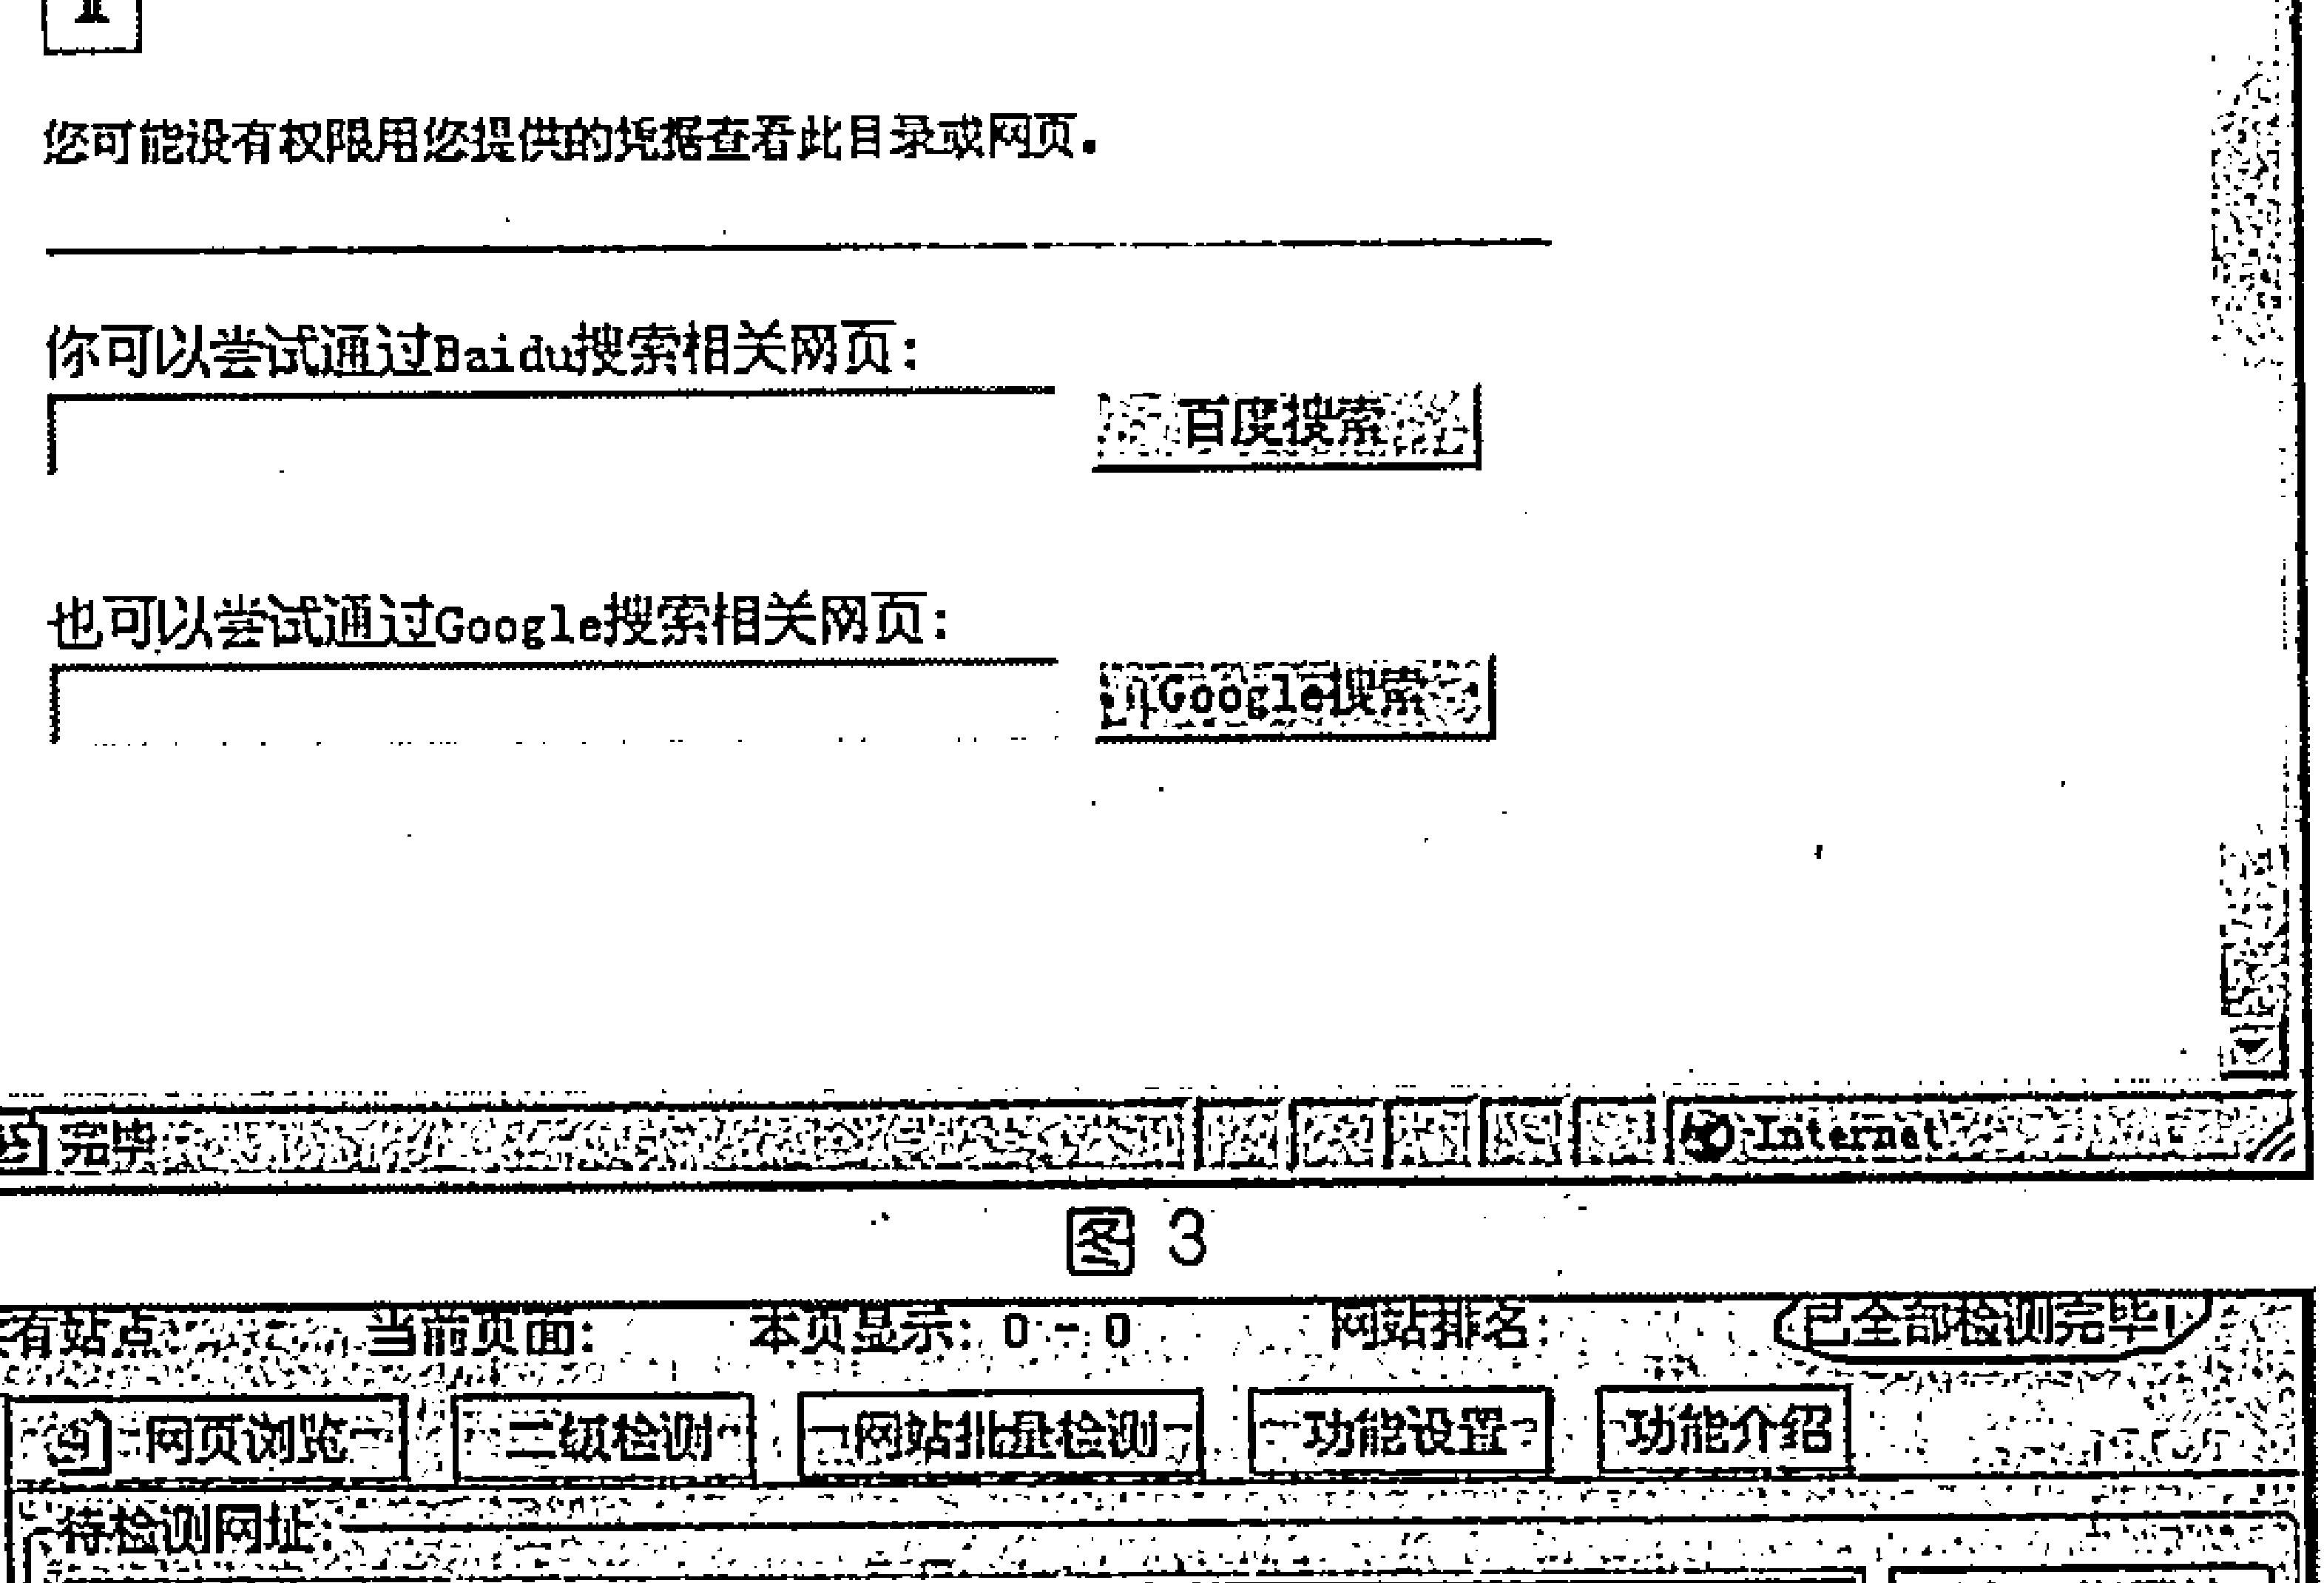 您可能没有权限用您提供的凭据查看此目录或网页。
你可以尝试通过Baidu搜索相关网页:
百度搜索
也可以尝试通过Google搜索相关网页:
Google搜索
完毕 Internet
图 3
有站点 当前页面: 本页显示: 0 - 0 网站排名: 已全部检测完毕!
网页浏览 二级检测 网站批量检测 功能设置 功能介绍
待检测网址: